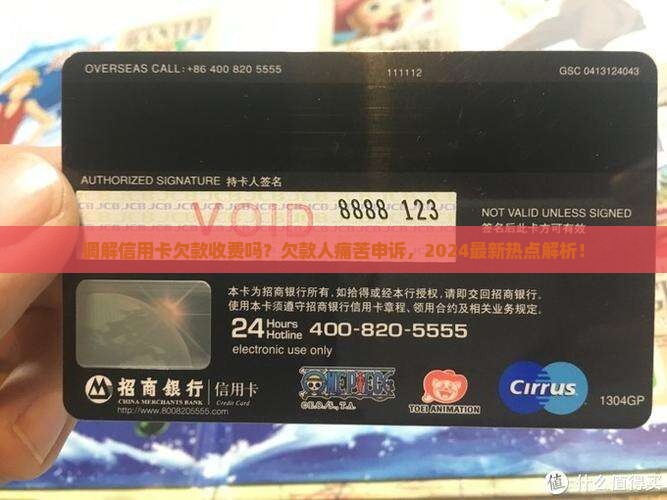 OVERSEAS CALL:+86 400 820 5555
111112
GSC 0413124043
AUTHORIZED SIGNATURE 持卡人签名
VOID
8888 123
NOT VALID UNLESS SIGNED
签名后此卡方可有效
调解信用卡欠款收费吗?欠款人痛苦申诉,2024最新热点解析!
本卡为招商银行所有,如拾得或经本行授权,请即交回招商银行.
使用本卡须遵守招商银行信用卡章程、领用合约及相关业务规定.
24 Hours Hotline 400-820-5555
electronic use only
招商银行 信用卡
CHINA MERCHANTS BANK Credit Card
http://www.8008205555.com
ONE PIECE
©E.O./S., T.A.
TOEI ANIMATION
Cirrus
1304GP
值 什么值得买